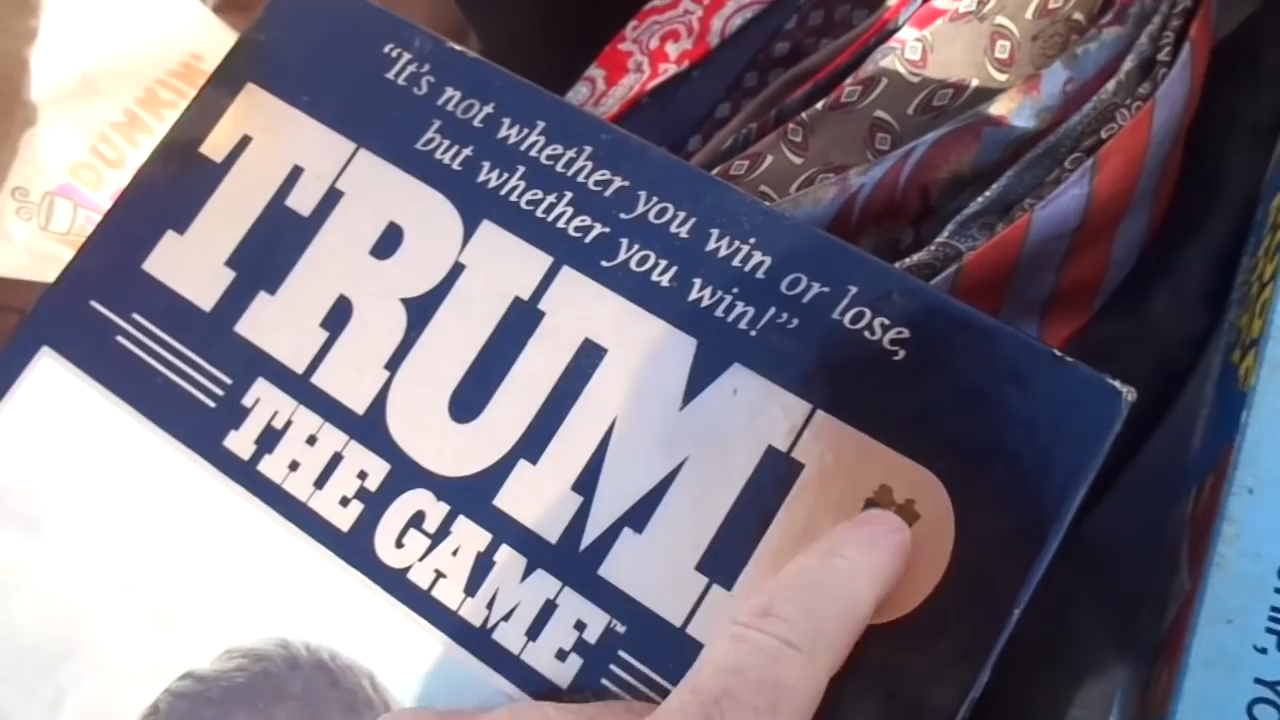 "It's not whether you win or lose,
but whether you win!"
TRUMP
THE GAME™
DUNKIN'